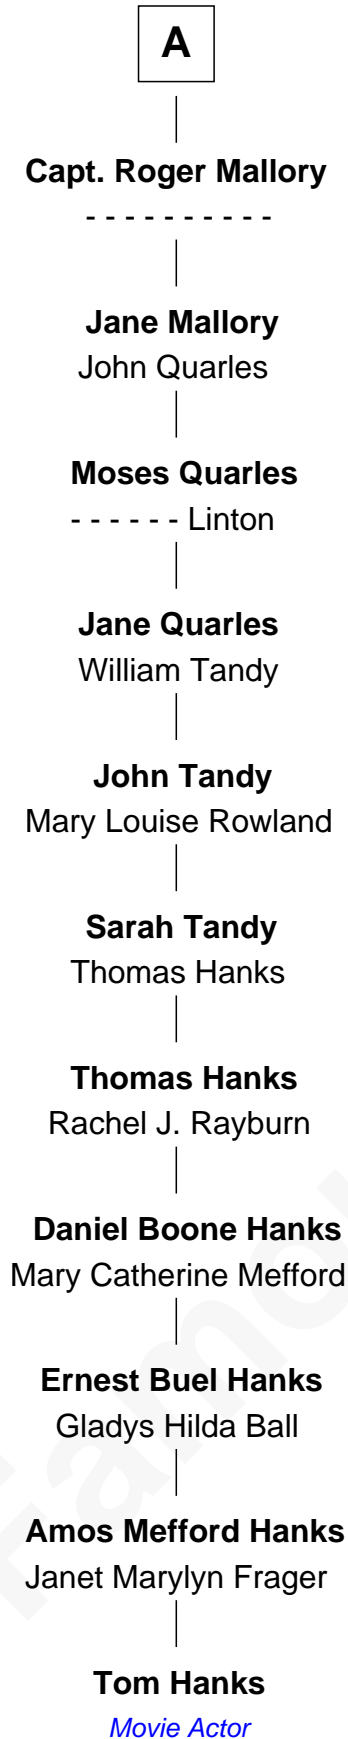 A
Capt. Roger Mallory
- - - - - - - - - -
Jane Mallory
John Quarles
Moses Quarles
- - - - - - Linton
Jane Quarles
William Tandy
John Tandy
Mary Louise Rowland
Sarah Tandy
Thomas Hanks
Thomas Hanks
Rachel J. Rayburn
Daniel Boone Hanks
Mary Catherine Mefford
Ernest Buel Hanks
Gladys Hilda Ball
Amos Mefford Hanks
Janet Marylyn Frager
Tom Hanks
Movie Actor